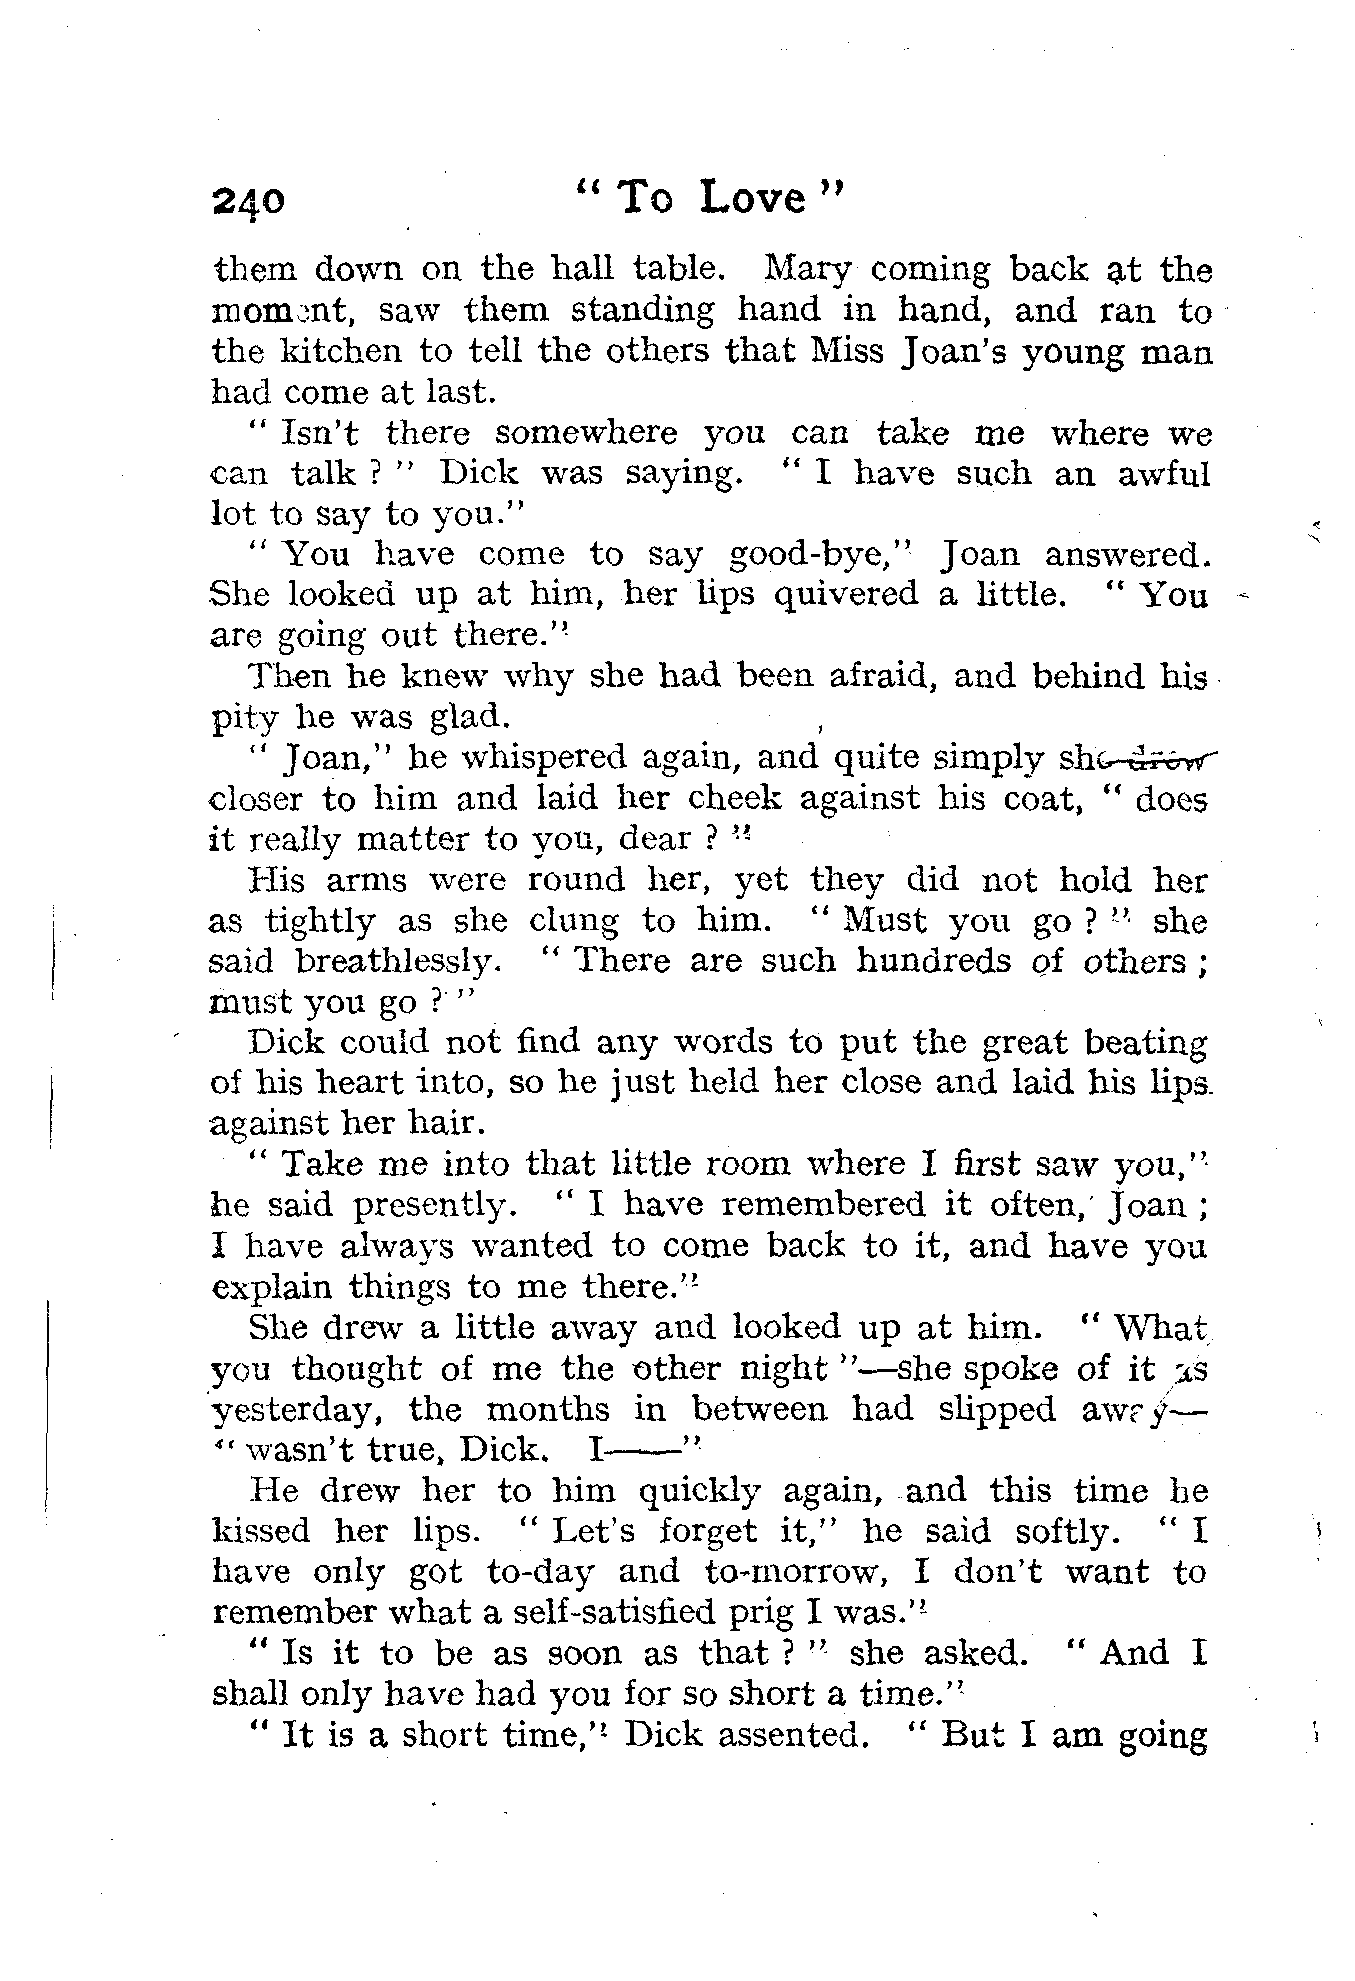 240 “ To Love ”
them down on the hall table. Mary coming back at the
moment, saw them standing hand in hand, and ran to
the kitchen to tell the others that Miss Joan's young man
had come at last.
“ Isn't there somewhere you can take me where we
can talk ? ” Dick was saying. “ I have such an awful
lot to say to you.”
“ You have come to say good-bye,” Joan answered.
She looked up at him, her lips quivered a little. “ You
are going out there.”
Then he knew why she had been afraid, and behind his
pity he was glad.
“ Joan,” he whispered again, and quite simply she drew
closer to him and laid her cheek against his coat, “ does
it really matter to you, dear ? ”
His arms were round her, yet they did not hold her
as tightly as she clung to him. “ Must you go ? ” she
said breathlessly. “ There are such hundreds of others ;
must you go ? ”
Dick could not find any words to put the great beating
of his heart into, so he just held her close and laid his lips
against her hair.
“ Take me into that little room where I first saw you,”
he said presently. “ I have remembered it often, Joan ;
I have always wanted to come back to it, and have you
explain things to me there.”
She drew a little away and looked up at him. “ What
you thought of me the other night ”—she spoke of it as
yesterday, the months in between had slipped away—
“ wasn't true, Dick. I——”
He drew her to him quickly again, and this time he
kissed her lips. “ Let's forget it,” he said softly. “ I
have only got to-day and to-morrow, I don't want to
remember what a self-satisfied prig I was.”
“ Is it to be as soon as that ? ” she asked. “ And I
shall only have had you for so short a time.”
“ It is a short time,” Dick assented. “ But I am going